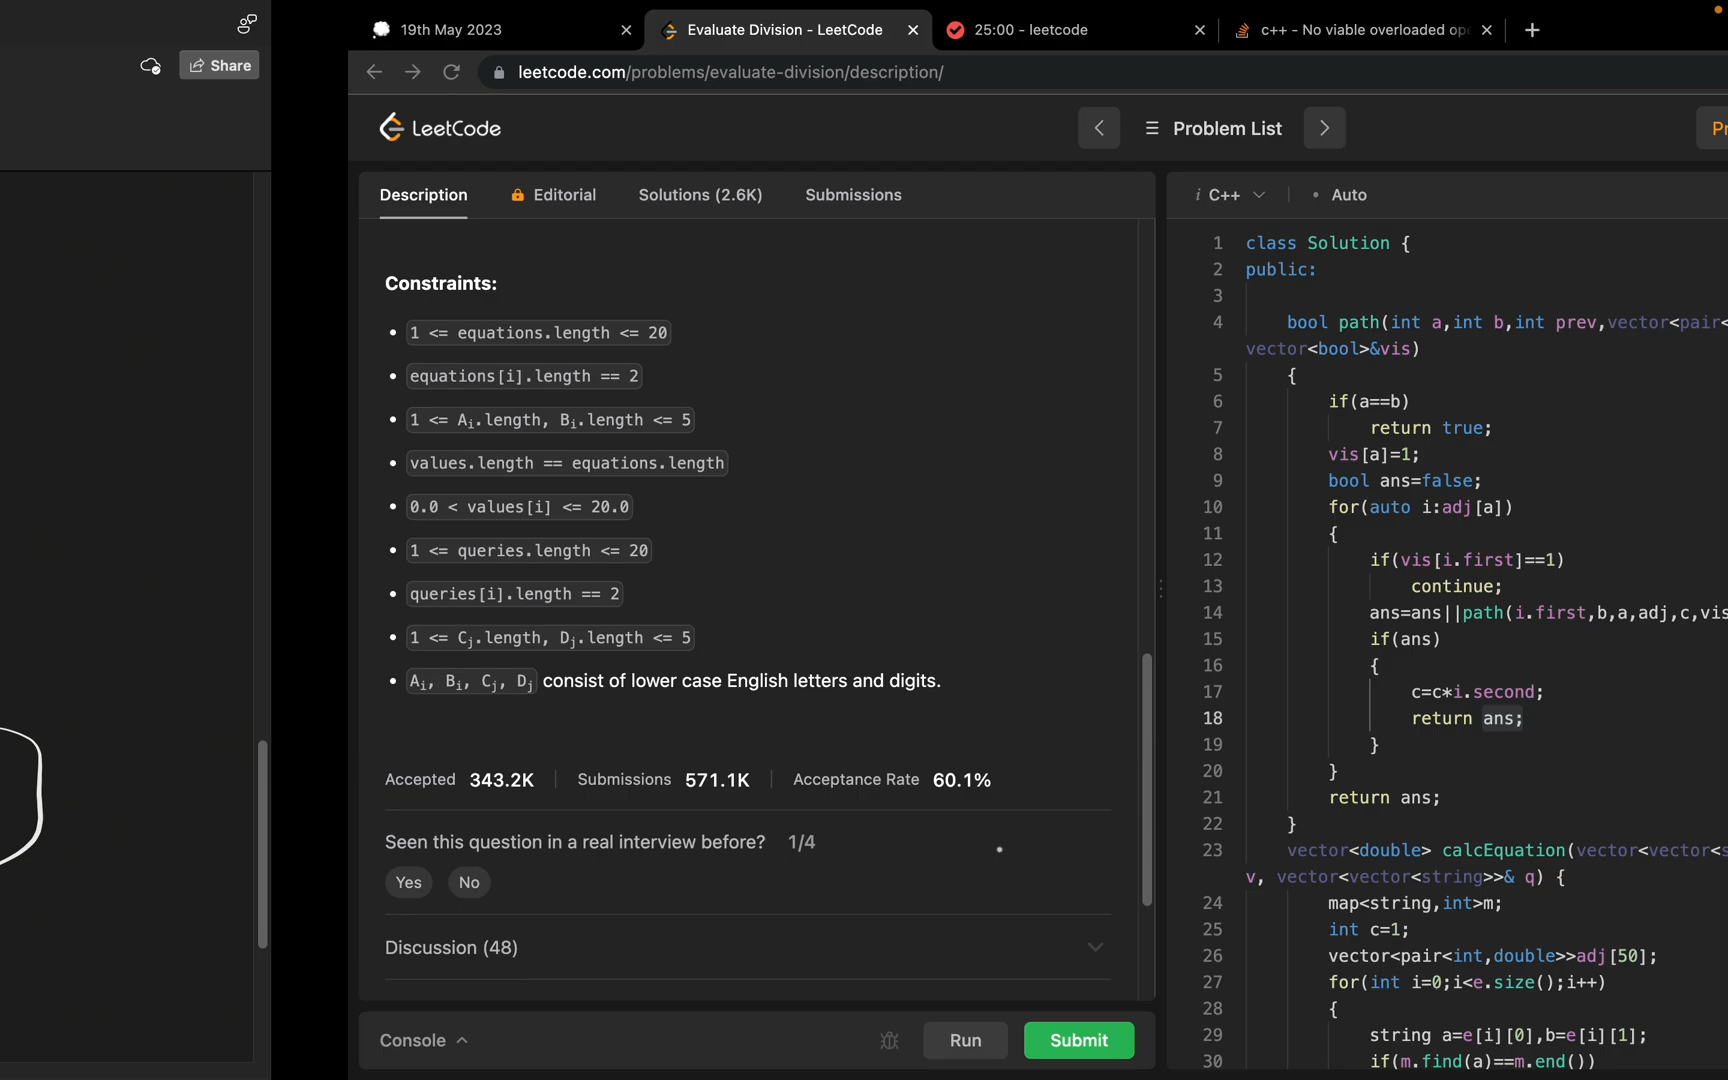 19th May 2023
Evaluate Division - LeetCode
25:00 - leetcode
c++ - No viable overloaded op
Share
leetcode.com/problems/evaluate-division/description/
LeetCode
Problem List
Description
Editorial
Solutions (2.6K)
Submissions
Constraints:
• 1 <= equations.length <= 20
• equations[i].length == 2
• 1 <= Ai.length, Bi.length <= 5
• values.length == equations.length
• 0.0 < values[i] <= 20.0
• 1 <= queries.length <= 20
• queries[i].length == 2
• 1 <= Cj.length, Dj.length <= 5
• Ai, Bi, Cj, Dj consist of lower case English letters and digits.
Accepted 343.2K
Submissions 571.1K
Acceptance Rate 60.1%
Seen this question in a real interview before? 1/4
Yes
No
Discussion (48)
Console
Run
Submit
i C++
• Auto
1 class Solution {
2 public:
3
4 bool path(int a,int b,int prev,vector<pair<
vector<bool>&vis)
5 {
6 if(a==b)
7 return true;
8 vis[a]=1;
9 bool ans=false;
10 for(auto i:adj[a])
11 {
12 if(vis[i.first]==1)
13 continue;
14 ans=ans||path(i.first,b,a,adj,c,vis
15 if(ans)
16 {
17 c=c*i.second;
18 return ans;
19 }
20 }
21 return ans;
22 }
23 vector<double> calcEquation(vector<vector<s
v, vector<vector<string>>& q) {
24 map<string,int>m;
25 int c=1;
26 vector<pair<int,double>>adj[50];
27 for(int i=0;i<e.size();i++)
28 {
29 string a=e[i][0],b=e[i][1];
30 if(m.find(a)==m.end())